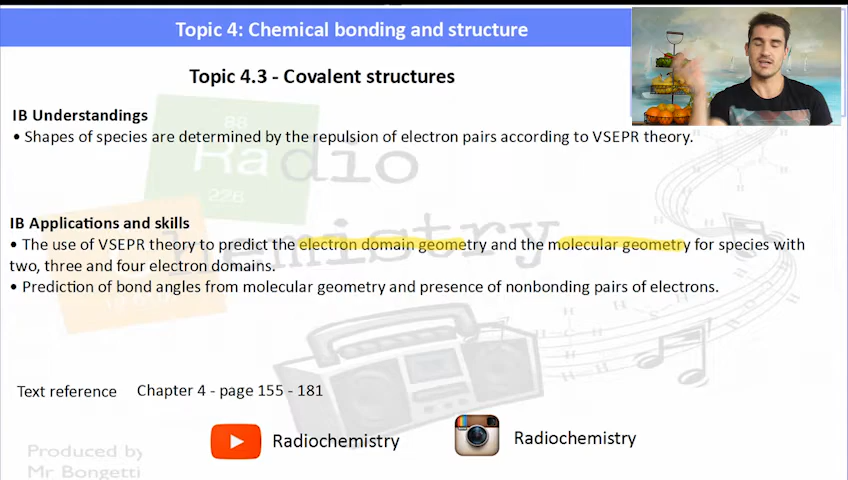 Topic 4: Chemical bonding and structure
Topic 4.3 - Covalent structures
IB Understandings
• Shapes of species are determined by the repulsion of electron pairs according to VSEPR theory.
88
Radio
226
chemistry
IB Applications and skills
• The use of VSEPR theory to predict the electron domain geometry and the molecular geometry for species with
two, three and four electron domains.
• Prediction of bond angles from molecular geometry and presence of nonbonding pairs of electrons.
Text reference Chapter 4 - page 155 - 181
Radiochemistry
Radiochemistry
Produced by
Mr Bongetti